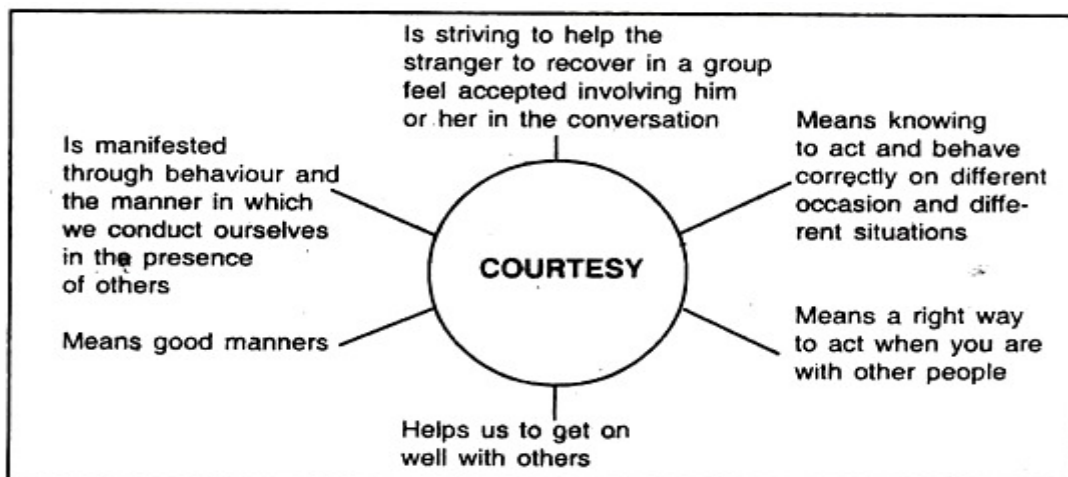 Is striving to help the
stranger to recover in a group
feel accepted involving him
or her in the conversation
Is manifested
through behaviour and
the manner in which
we conduct ourselves
in the presence
of others
Means knowing
to act and behave
correctly on different
occasion and diffe-
rent situations
COURTESY
Means good manners
Means a right way
to act when you are
with other people
Helps us to get on
well with others